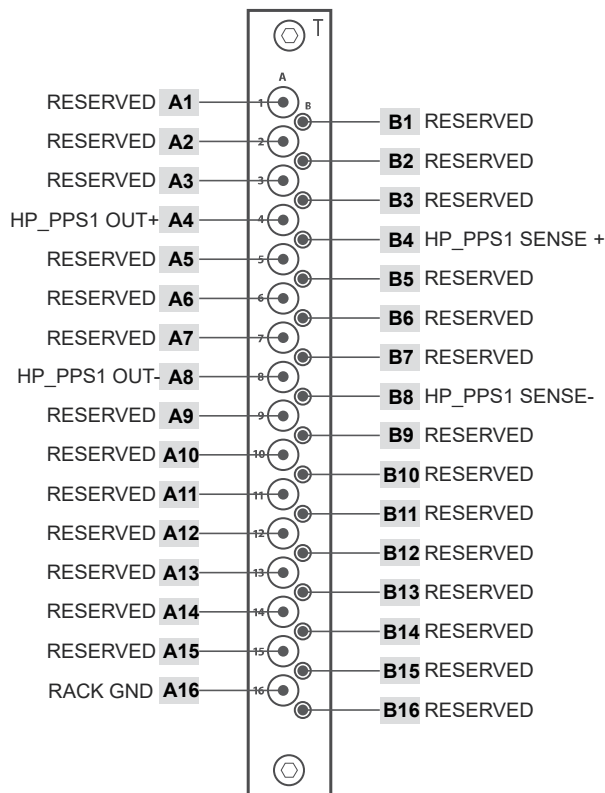 T
A
B
RESERVED A1 1
B1 RESERVED
RESERVED A2 2
B2 RESERVED
RESERVED A3 3
B3 RESERVED
HP_PPS1 OUT+ A4 4
B4 HP_PPS1 SENSE +
RESERVED A5 5
B5 RESERVED
RESERVED A6 6
B6 RESERVED
RESERVED A7 7
B7 RESERVED
HP_PPS1 OUT- A8 8
B8 HP_PPS1 SENSE-
RESERVED A9 9
B9 RESERVED
RESERVED A10 10
B10 RESERVED
RESERVED A11 11
B11 RESERVED
RESERVED A12 12
B12 RESERVED
RESERVED A13 13
B13 RESERVED
RESERVED A14 14
B14 RESERVED
RESERVED A15 15
B15 RESERVED
RACK GND A16 16
B16 RESERVED